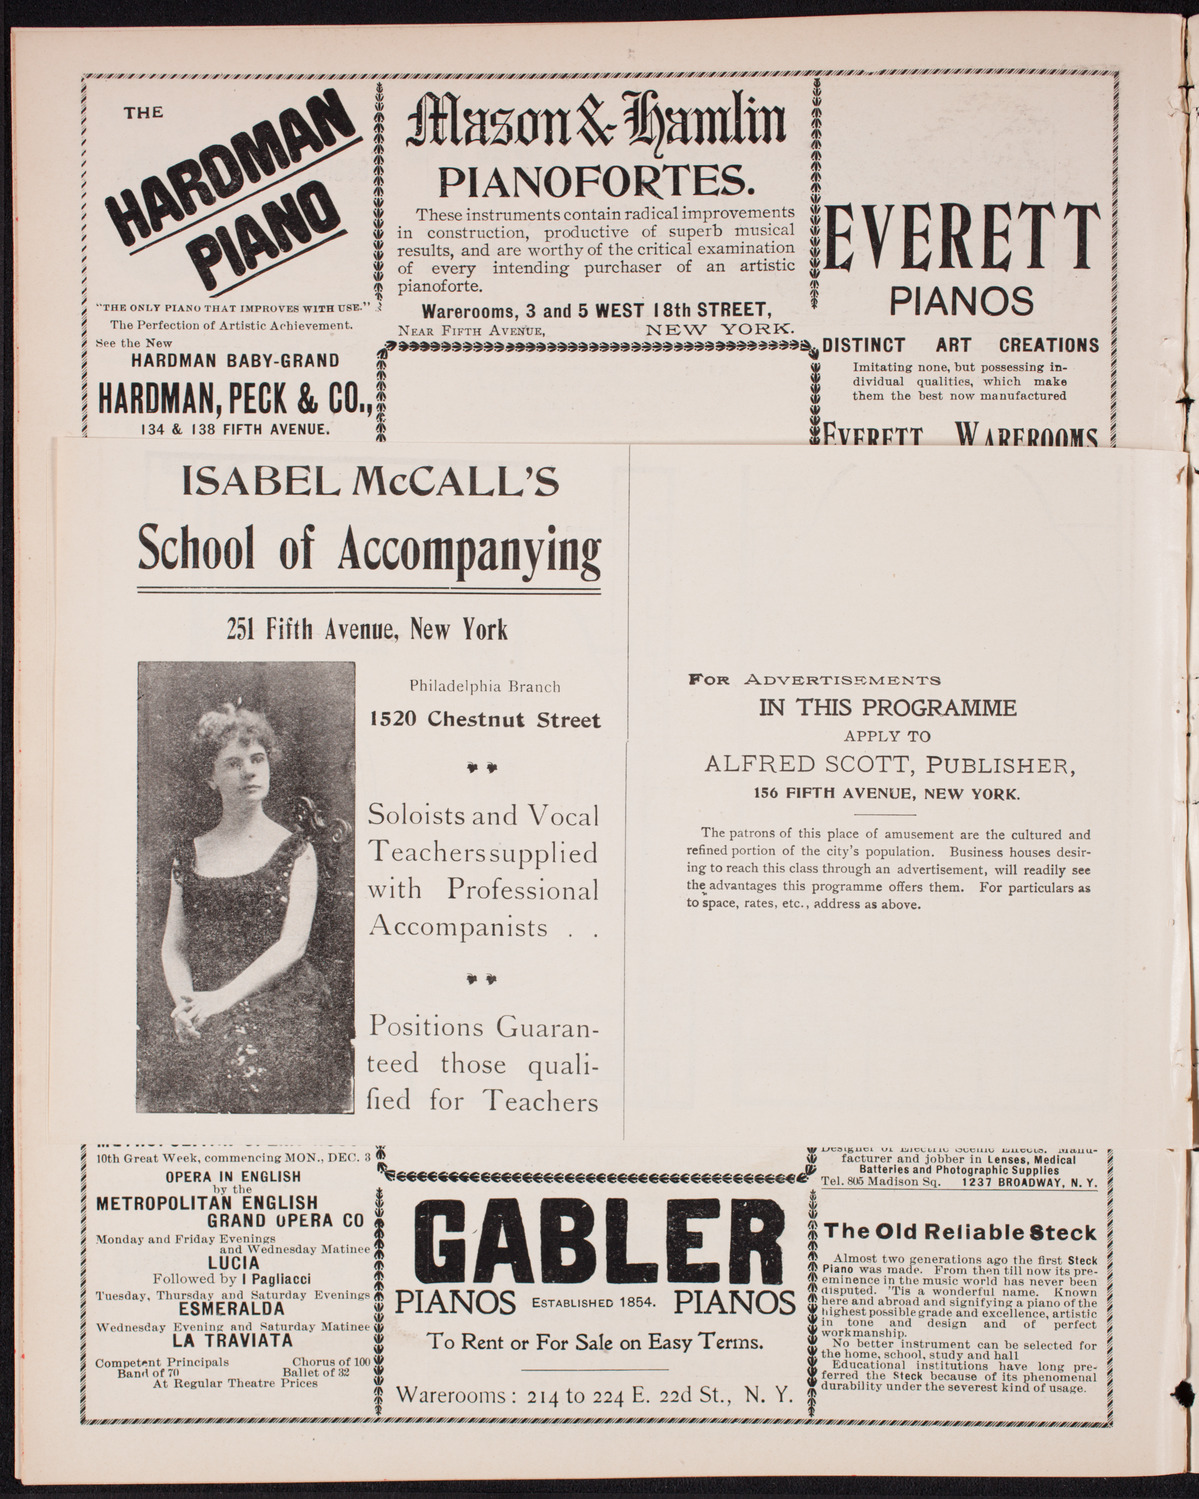 THE
HARDMAN
PIANO
"THE ONLY PIANO THAT IMPROVES WITH USE."
The Perfection of Artistic Achievement.
See the New
HARDMAN BABY-GRAND
HARDMAN, PECK & CO.,
134 & 138 FIFTH AVENUE.
Mason & Hamlin
PIANOFORTES.
These instruments contain radical improvements
in construction, productive of superb musical
results, and are worthy of the critical examination
of every intending purchaser of an artistic
pianoforte.
Warerooms, 3 and 5 WEST 18th STREET,
NEAR FIFTH AVENUE, NEW YORK.
EVERETT
PIANOS
DISTINCT ART CREATIONS
Imitating none, but possessing in-
dividual qualities, which make
them the best now manufactured
EVERETT WAREROOMS
ISABEL McCALL'S
School of Accompanying
251 Fifth Avenue, New York
Philadelphia Branch
1520 Chestnut Street
Soloists and Vocal
Teachers supplied
with Professional
Accompanists . .
Positions Guaran-
teed those quali-
fied for Teachers
FOR ADVERTISEMENTS
IN THIS PROGRAMME
APPLY TO
ALFRED SCOTT, PUBLISHER,
156 FIFTH AVENUE, NEW YORK.
The patrons of this place of amusement are the cultured and
refined portion of the city's population. Business houses desir-
ing to reach this class through an advertisement, will readily see
the advantages this programme offers them. For particulars as
to space, rates, etc., address as above.
10th Great Week, commencing MON., DEC. 3
OPERA IN ENGLISH
by the
METROPOLITAN ENGLISH
GRAND OPERA CO
Monday and Friday Evenings
and Wednesday Matinee
LUCIA
Followed by I Pagliacci
Tuesday, Thursday and Saturday Evenings
ESMERALDA
Wednesday Evening and Saturday Matinee
LA TRAVIATA
Competent Principals Chorus of 100
Band of 70 Ballet of 32
At Regular Theatre Prices
GABLER
PIANOS ESTABLISHED 1854. PIANOS
To Rent or For Sale on Easy Terms.
Warerooms: 214 to 224 E. 22d St., N. Y.
Designer of Electric Scenic Effects. Manu-
facturer and jobber in Lenses, Medical
Batteries and Photographic Supplies
Tel. 805 Madison Sq. 1237 BROADWAY, N. Y.
The Old Reliable Steck
Almost two generations ago the first Steck
Piano was made. From then till now its pre-
eminence in the music world has never been
disputed. 'Tis a wonderful name. Known
here and abroad and signifying a piano of the
highest possible grade and excellence, artistic
in tone and design and of perfect
workmanship.
No better instrument can be selected for
the home, school, study and hall
Educational institutions have long pre-
ferred the Steck because of its phenomenal
durability under the severest kind of usage.